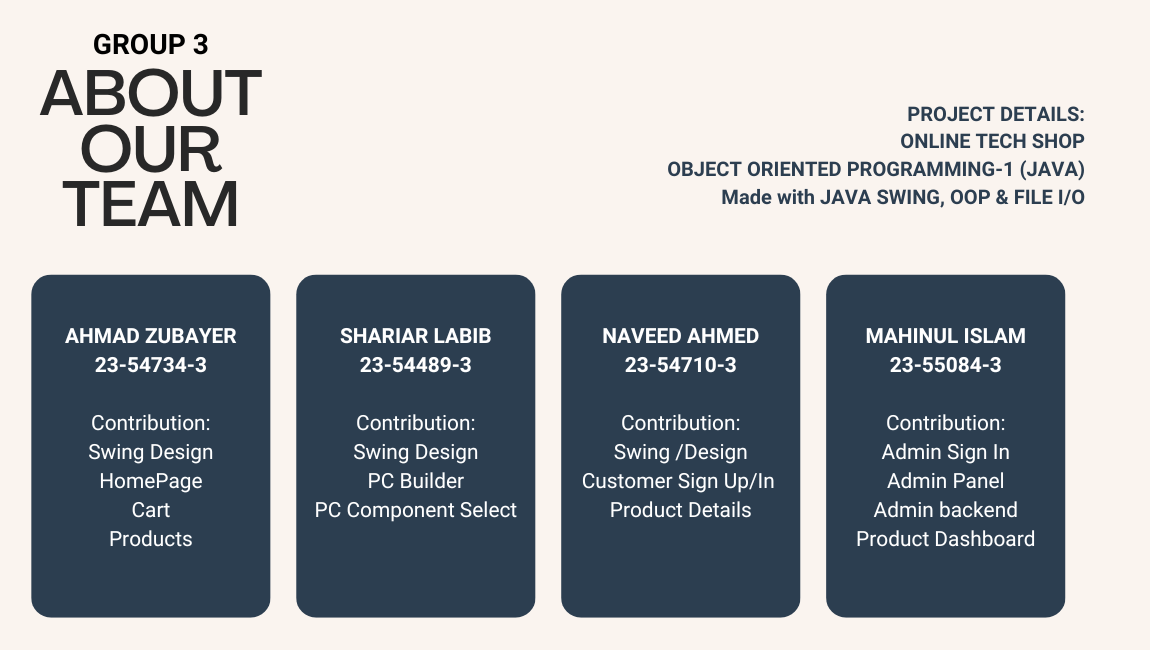 GROUP 3
ABOUT
OUR
TEAM
PROJECT DETAILS:
ONLINE TECH SHOP
OBJECT ORIENTED PROGRAMMING-1 (JAVA)
Made with JAVA SWING, OOP & FILE I/O
AHMAD ZUBAYER
23-54734-3
Contribution:
Swing Design
HomePage
Cart
Products
SHARIAR LABIB
23-54489-3
Contribution:
Swing Design
PC Builder
PC Component Select
NAVEED AHMED
23-54710-3
Contribution:
Swing /Design
Customer Sign Up/In
Product Details
MAHINUL ISLAM
23-55084-3
Contribution:
Admin Sign In
Admin Panel
Admin backend
Product Dashboard